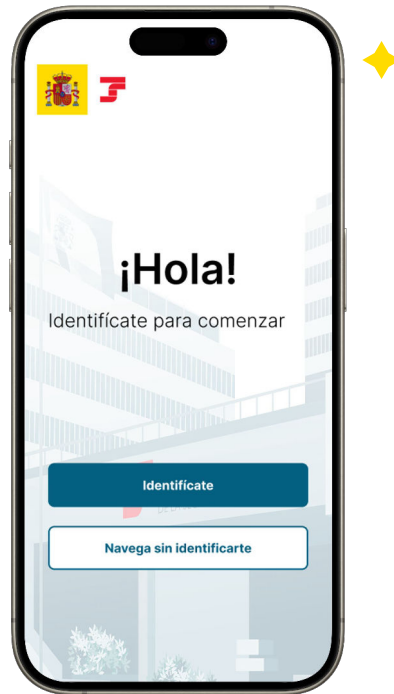 ¡Hola!
Identifícate para comenzar
Identifícate
Navega sin identificarte